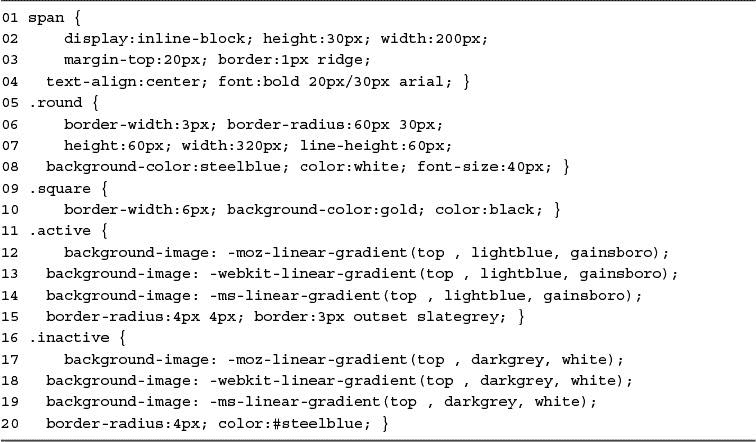 01 span {
02     display:inline-block; height:30px; width:200px;
03     margin-top:20px; border:1px ridge;
04   text-align:center; font:bold 20px/30px arial; }
05 .round {
06     border-width:3px; border-radius:60px 30px;
07     height:60px; width:320px; line-height:60px;
08   background-color:steelblue; color:white; font-size:40px; }
09 .square {
10     border-width:6px; background-color:gold; color:black; }
11 .active {
12     background-image: -moz-linear-gradient(top , lightblue, gainsboro);
13   background-image: -webkit-linear-gradient(top , lightblue, gainsboro);
14   background-image: -ms-linear-gradient(top , lightblue, gainsboro);
15   border-radius:4px 4px; border:3px outset slategrey; }
16 .inactive {
17     background-image: -moz-linear-gradient(top , darkgrey, white);
18   background-image: -webkit-linear-gradient(top , darkgrey, white);
19   background-image: -ms-linear-gradient(top , darkgrey, white);
20   border-radius:4px; color:#steelblue; }